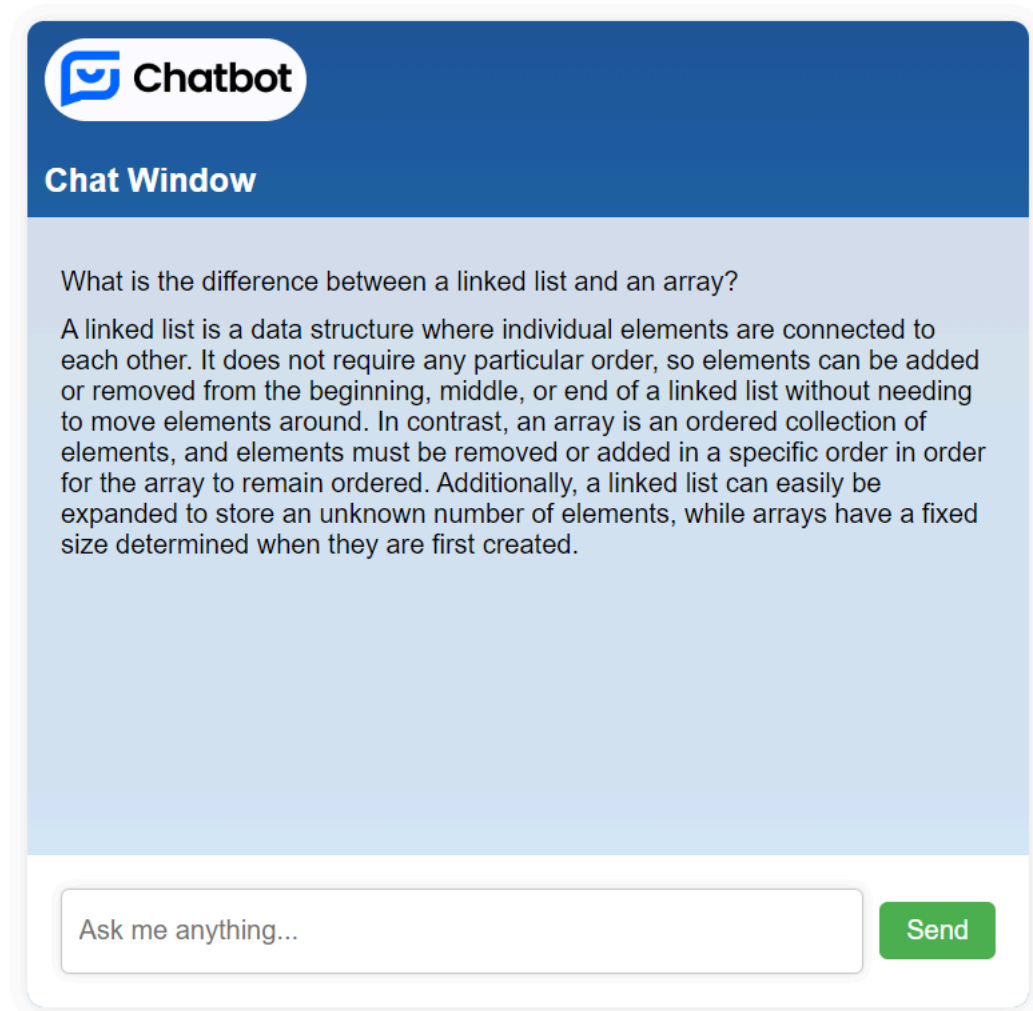 Chatbot
Chat Window
What is the difference between a linked list and an array?
A linked list is a data structure where individual elements are connected to
each other. It does not require any particular order, so elements can be added
or removed from the beginning, middle, or end of a linked list without needing
to move elements around. In contrast, an array is an ordered collection of
elements, and elements must be removed or added in a specific order in order
for the array to remain ordered. Additionally, a linked list can easily be
expanded to store an unknown number of elements, while arrays have a fixed
size determined when they are first created.
Ask me anything...
Send